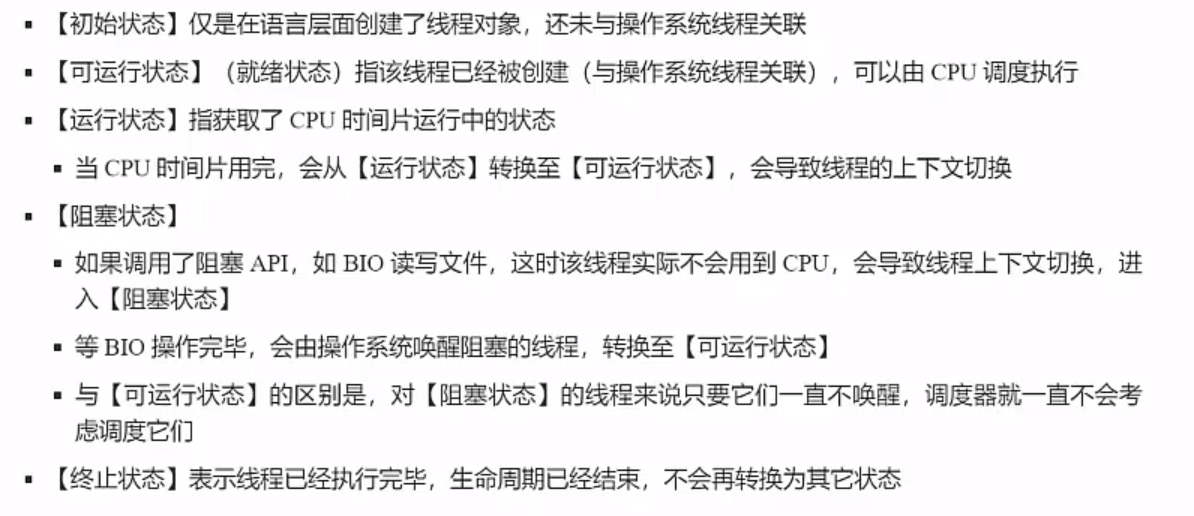 ▪ 【初始状态】仅是在语言层面创建了线程对象，还未与操作系统线程关联
▪ 【可运行状态】（就绪状态）指该线程已经被创建（与操作系统线程关联），可以由 CPU 调度执行
▪ 【运行状态】指获取了 CPU 时间片运行中的状态
▪ 当 CPU 时间片用完，会从【运行状态】转换至【可运行状态】，会导致线程的上下文切换
▪ 【阻塞状态】
▪ 如果调用了阻塞 API，如 BIO 读写文件，这时该线程实际不会用到 CPU，会导致线程上下文切换，进
入【阻塞状态】
▪ 等 BIO 操作完毕，会由操作系统唤醒阻塞的线程，转换至【可运行状态】
▪ 与【可运行状态】的区别是，对【阻塞状态】的线程来说只要它们一直不唤醒，调度器就一直不会考
虑调度它们
▪ 【终止状态】表示线程已经执行完毕，生命周期已经结束，不会再转换为其它状态